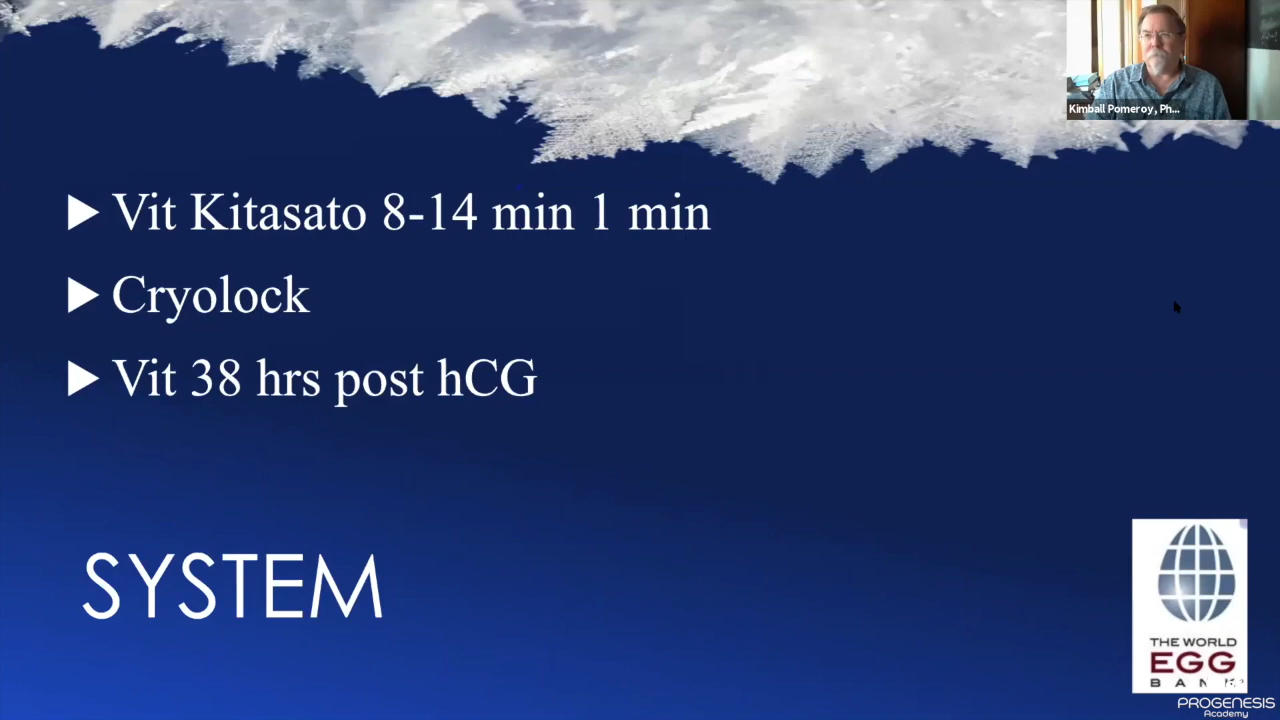 Kimball Pomeroy, Ph...
Vit Kitasato 8-14 min 1 min
Cryolock
Vit 38 hrs post hCG
SYSTEM
THE WORLD
EGG
BANK
PROGENESIS
Academy